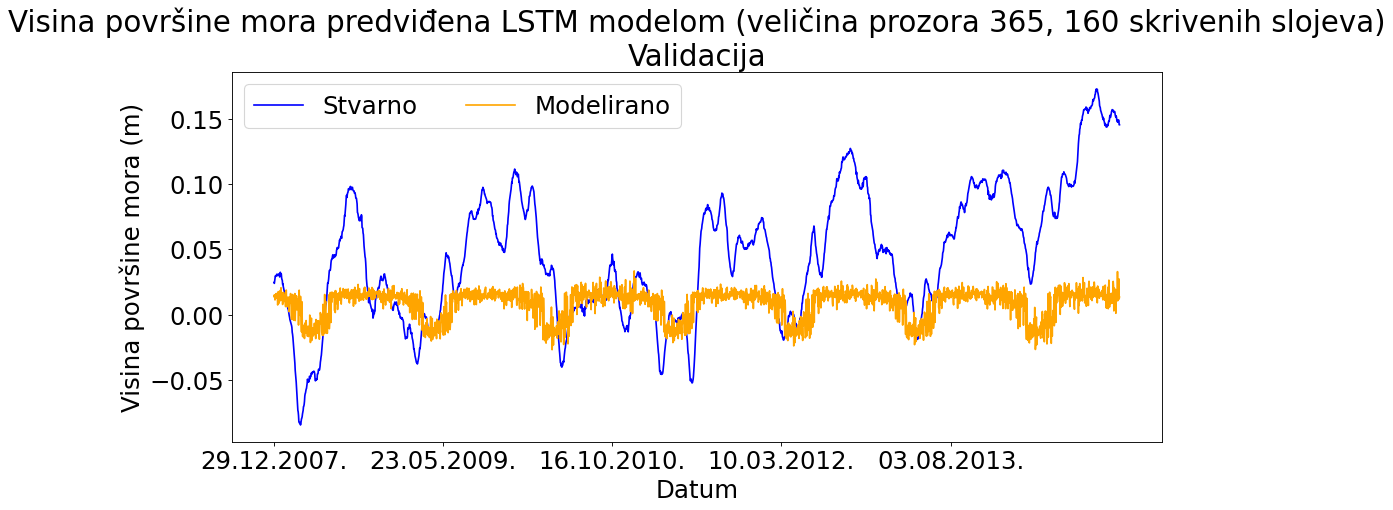 Visina površine mora predviđena LSTM modelom (veličina prozora 365, 160 skrivenih slojeva)
Validacija
Stvarno Modelirano
Visina površine mora (m)
0.15
0.10
0.05
0.00
−0.05
29.12.2007. 23.05.2009. 16.10.2010. 10.03.2012. 03.08.2013.
Datum